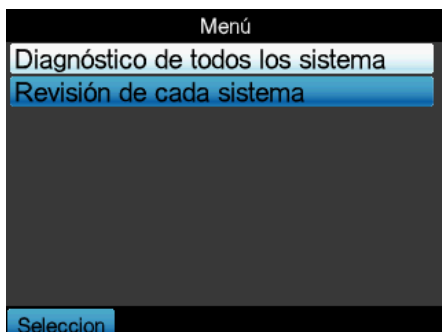 Menú
Diagnóstico de todos los sistema
Revisión de cada sistema
Seleccion